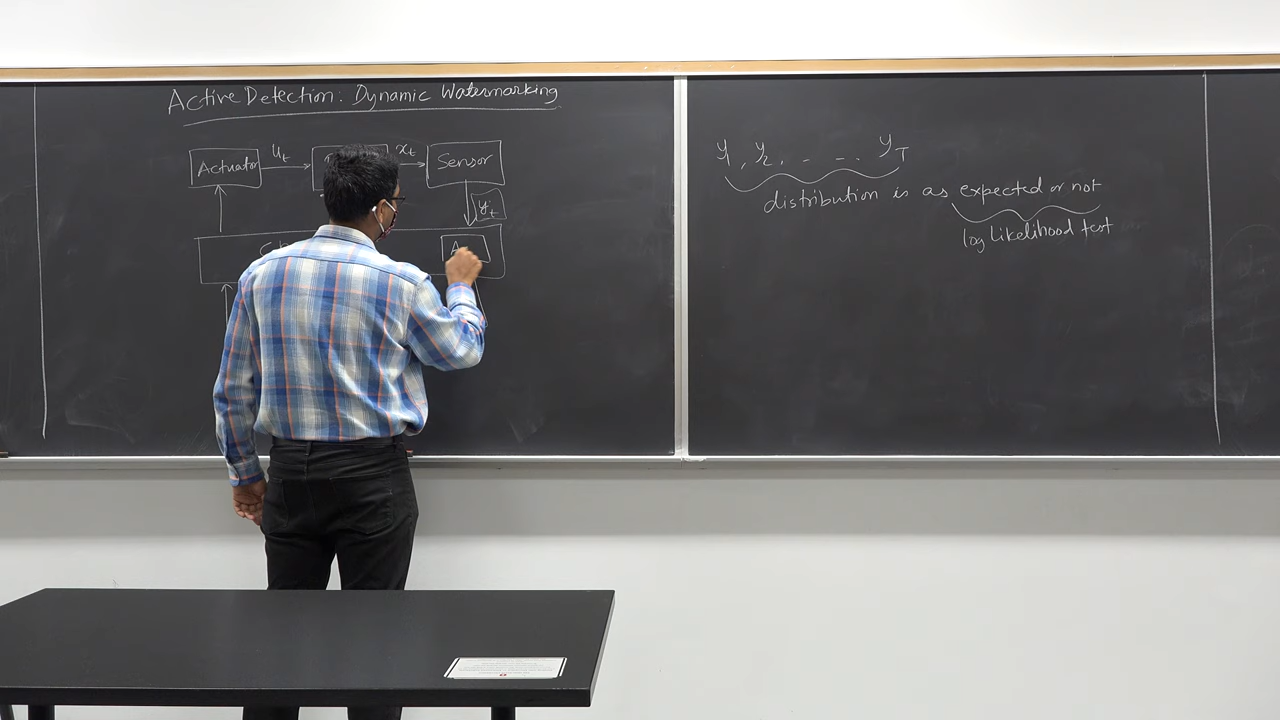 Active Detection: Dynamic Watermarking
Actuator
u_t
x_t
Sensor
y_t
y_1, y_2, . - - . y_T
distribution is as expected or not
log likelihood test